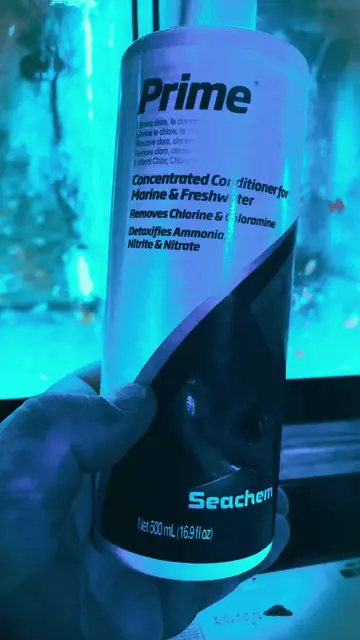 Prime®
Concentrated Conditioner for
Marine & Freshwater
Removes Chlorine & Chloramine
Detoxifies Ammonia
Nitrite & Nitrate
Seachem
Net 500 mL (16.9 fl oz)